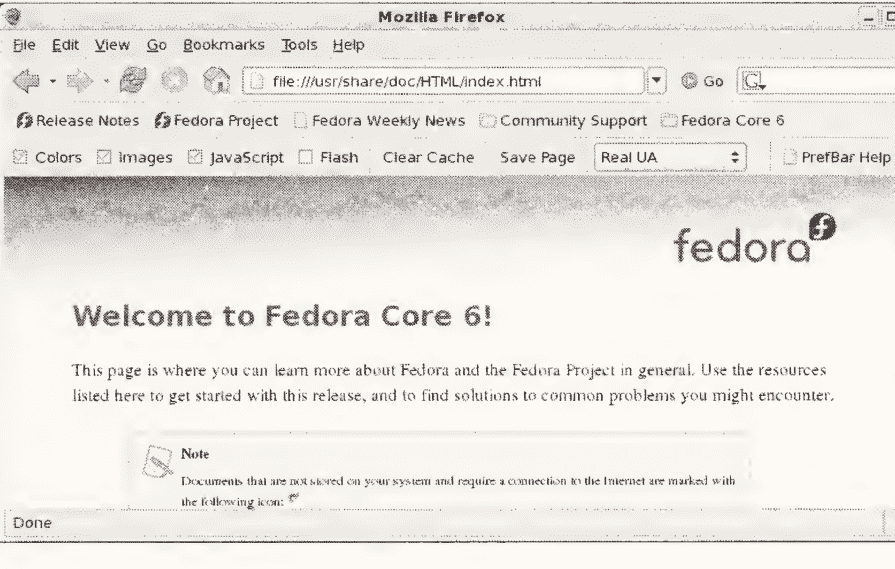 Mozilla Firefox
File Edit View Go Bookmarks Tools Help
file:///usr/share/doc/HTML/index.html Go G
Release Notes Fedora Project Fedora Weekly News Community Support Fedora Core 6
Colors Images JavaScript Flash Clear Cache Save Page Real UA PrefBar Help
fedora
Welcome to Fedora Core 6!
This page is where you can learn more about Fedora and the Fedora Project in general. Use the resources
listed here to get started with this release, and to find solutions to common problems you might encounter.
Note
Documents that are not stored on your system and require a connection to the Internet are marked with
the following icon:
Done